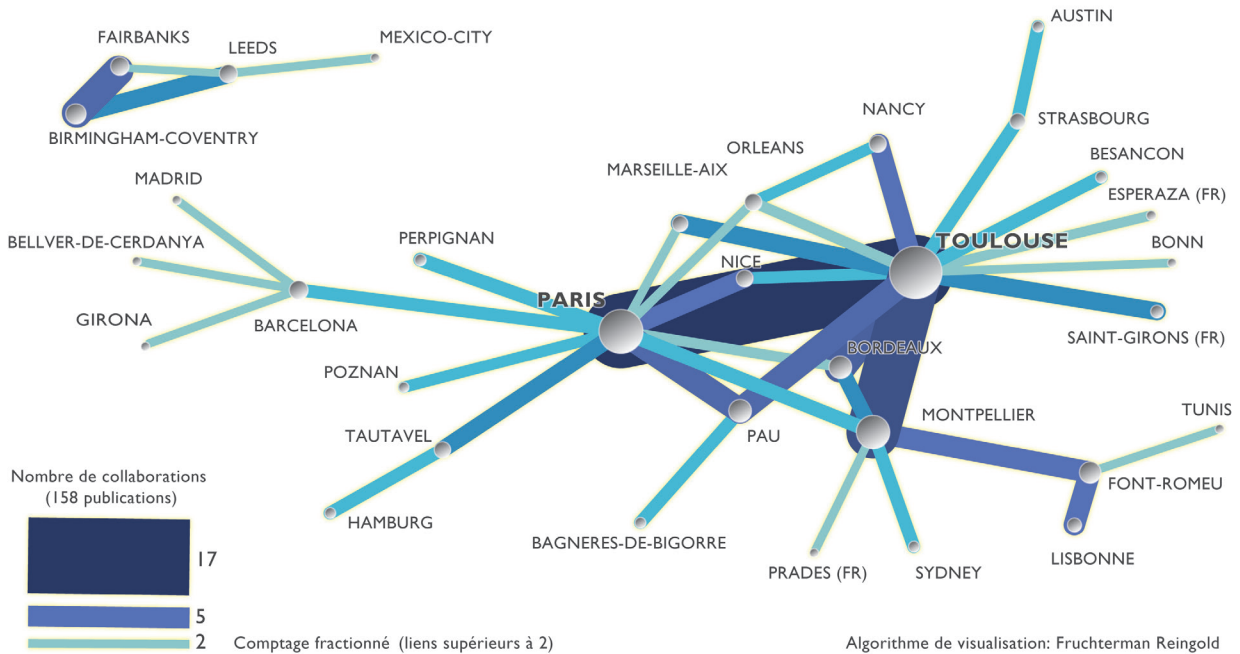 AUSTIN
FAIRBANKS
LEEDS
MEXICO-CITY
NANCY
STRASBOURG
BIRMINGHAM-COVENTRY
ORLEANS
BESANCON
MARSEILLE-AIX
MADRID
ESPERAZA (FR)
BELLVER-DE-CERDANYA
PERPIGNAN
TOULOUSE
BONN
NICE
PARIS
GIRONA
BARCELONA
SAINT-GIRONS (FR)
BORDEAUX
POZNAN
MONTPELLIER
TUNIS
TAUTAVEL
PAU
Nombre de collaborations
(158 publications)
FONT-ROMEU
HAMBURG
BAGNERES-DE-BIGORRE
LISBONNE
PRADES (FR)
SYDNEY
17
5
2
Comptage fractionné (liens supérieurs à 2)
Algorithme de visualisation: Fruchterman Reingold